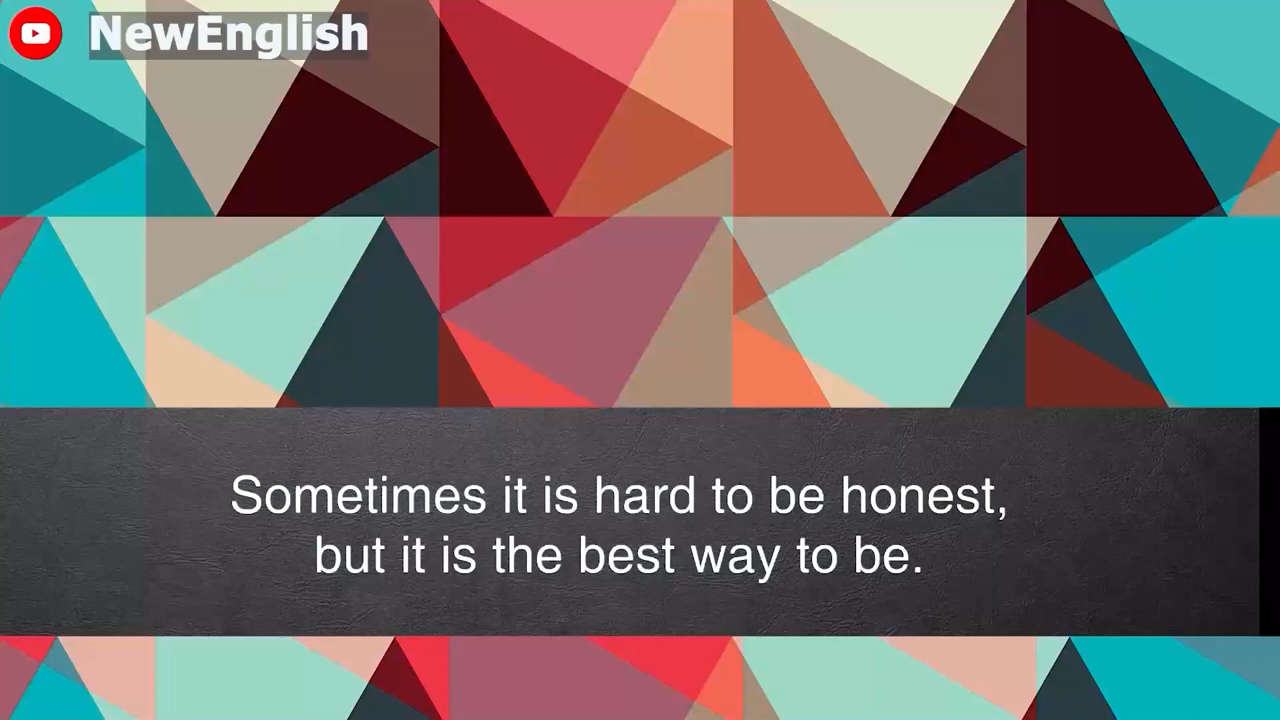 NewEnglish
Sometimes it is hard to be honest,
but it is the best way to be.